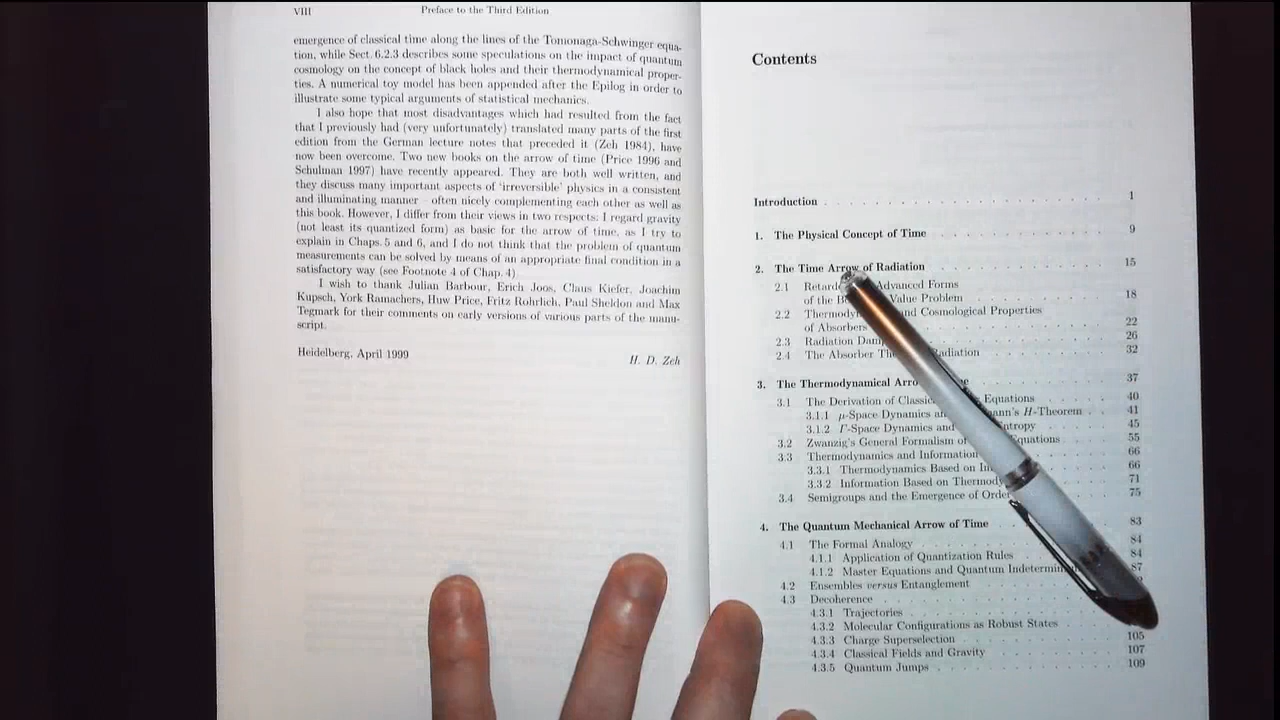 VIII Preface to the Third Edition
emergence of classical time along the lines of the Tomonaga-Schwinger equa-
tion, while Sect. 6.2.3 describes some speculations on the impact of quantum
cosmology on the concept of black holes and their thermodynamical proper-
ties. A numerical toy model has been appended after the Epilog in order to
illustrate some typical arguments of statistical mechanics.
I also hope that most disadvantages which had resulted from the fact
that I previously had (very unfortunately) translated many parts of the first
edition from the German lecture notes that preceded it (Zeh 1984), have
now been overcome. Two new books on the arrow of time (Price 1996 and
Schulman 1997) have recently appeared. They are both well written, and
they discuss many important aspects of 'irreversible' physics in a consistent
and illuminating manner – often nicely complementing each other as well as
this book. However, I differ from their views in two respects: I regard gravity
(not least its quantized form) as basic for the arrow of time, as I try to
explain in Chaps. 5 and 6, and I do not think that the problem of quantum
measurements can be solved by means of an appropriate final condition in a
satisfactory way (see Footnote 4 of Chap. 4).
I wish to thank Julian Barbour, Erich Joos, Claus Kiefer, Joachim
Kupsch, York Ramachers, Huw Price, Fritz Rohrlich, Paul Sheldon and Max
Tegmark for their comments on early versions of various parts of the manu-
script.
Heidelberg, April 1999 H. D. Zeh
Contents
Introduction 1
1. The Physical Concept of Time 9
2. The Time Arrow of Radiation 15
2.1 Advanced Forms
of the Value Problem 18
2.2 and Cosmological Properties
of Absorbers 22
2.3 Radiation 26
2.4 The Absorber Radiation 32
3. The Thermodynamical 37
3.1 The Derivation of Equations 40
3.1.1 μ-Space Dynamics H-Theorem 41
3.1.2 Γ-Space Dynamics and 45
3.2 Zwanzig's General Formalism of 55
3.3 Thermodynamics and Information 66
3.3.1 Thermodynamics Based on 66
3.3.2 Information Based on 71
3.4 Semigroups and the Emergence of Order 75
4. The Quantum Mechanical Arrow of Time 83
4.1 The Formal Analogy 84
4.1.1 Application of Quantization Rules 84
4.1.2 Master Equations and Quantum 87
4.2 Ensembles versus Entanglement
4.3 Decoherence
4.3.1 Trajectories
4.3.2 Molecular Configurations as Robust States
4.3.3 Charge Superselection 105
4.3.4 Classical Fields and Gravity 107
4.3.5 Quantum Jumps 109